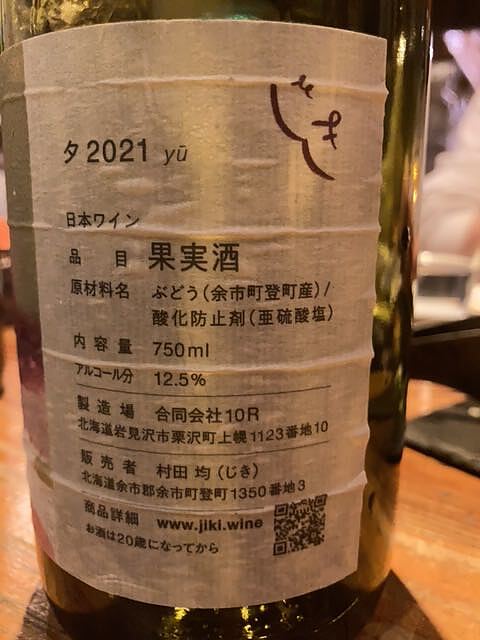 じき
夕2021 yū
日本ワイン
品目 果実酒
原材料名 ぶどう(余市町登町産)/
酸化防止剤(亜硫酸塩)
内容量 750ml
アルコール分 12.5%
製造場 合同会社10R
北海道岩見沢市栗沢町上幌1123番地10
販売者 村田 均(じき)
北海道余市郡余市町登町1350番地3
商品詳細 www.jiki.wine
お酒は20歳になってから